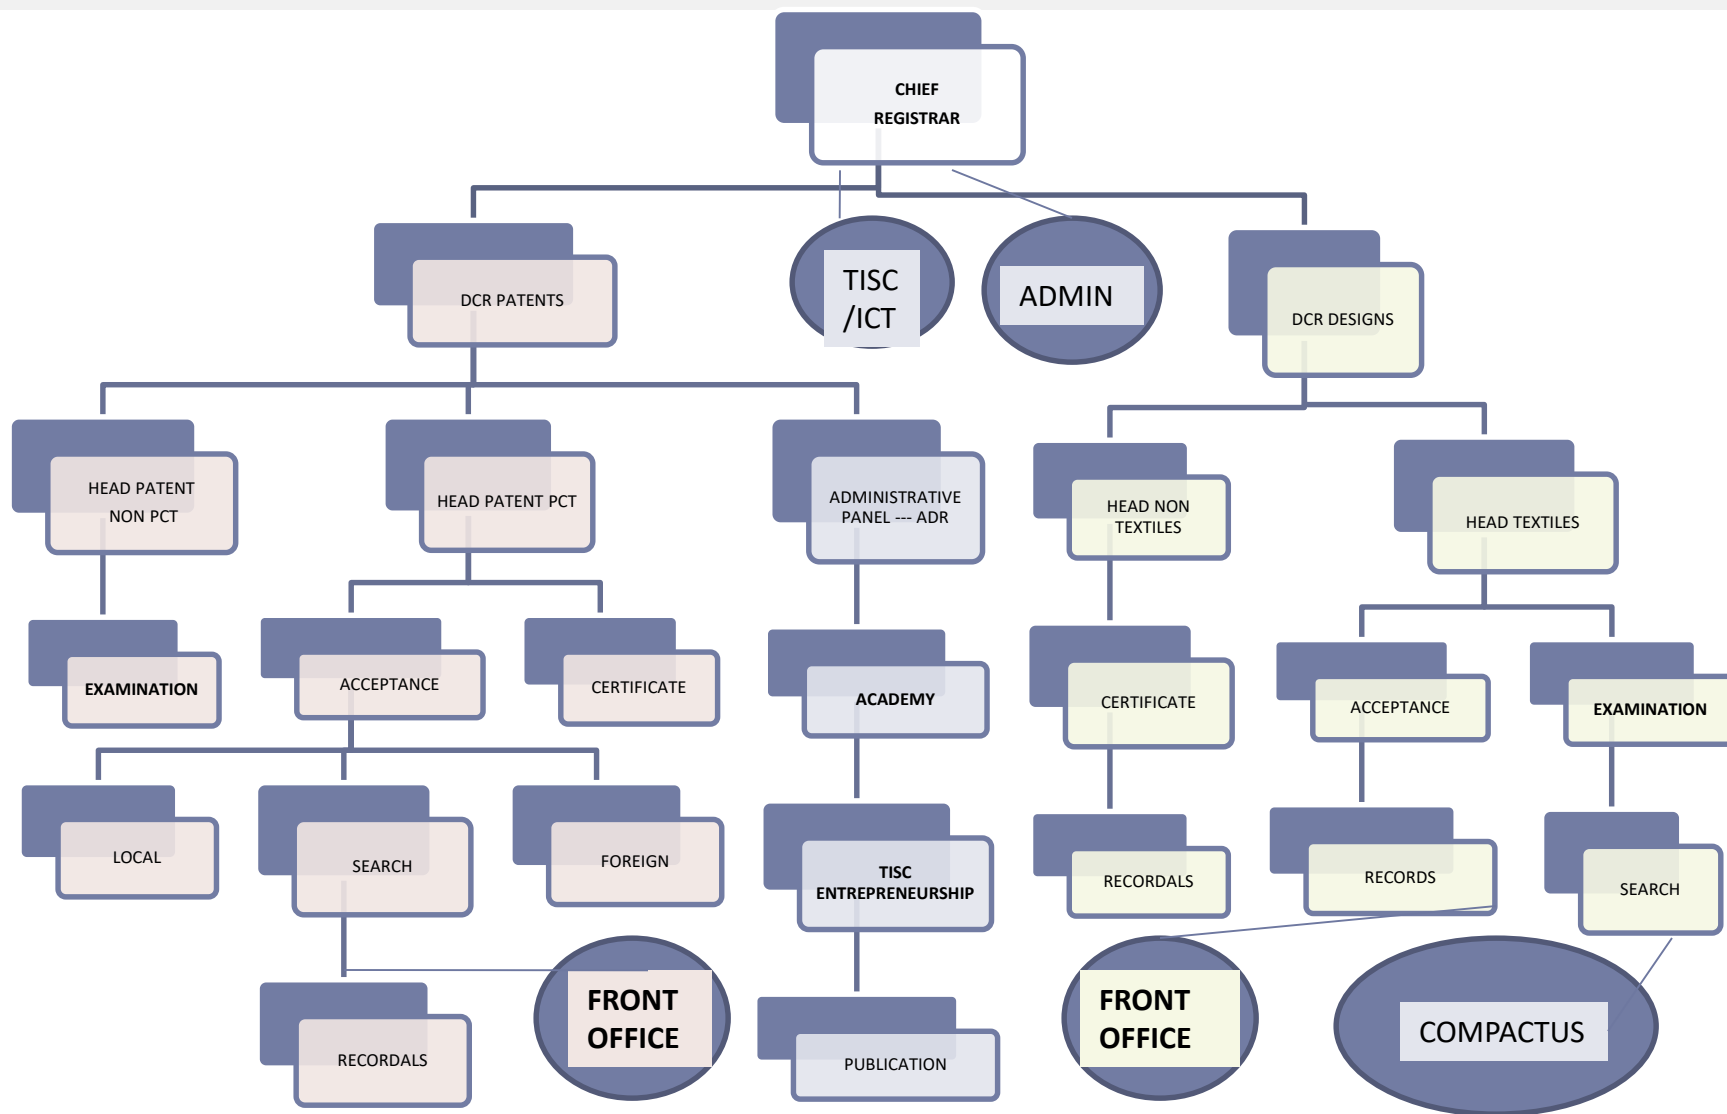 CHIEF
REGISTRAR
DCR PATENTS
TISC
/ICT
ADMIN
DCR DESIGNS
HEAD PATENT
NON PCT
HEAD PATENT PCT
ADMINISTRATIVE
PANEL --- ADR
HEAD NON
TEXTILES
HEAD TEXTILES
EXAMINATION
ACCEPTANCE
CERTIFICATE
ACADEMY
CERTIFICATE
ACCEPTANCE
EXAMINATION
LOCAL
SEARCH
FOREIGN
TISC
ENTREPRENEURSHIP
RECORDALS
RECORDS
SEARCH
RECORDALS
FRONT
OFFICE
PUBLICATION
FRONT
OFFICE
COMPACTUS